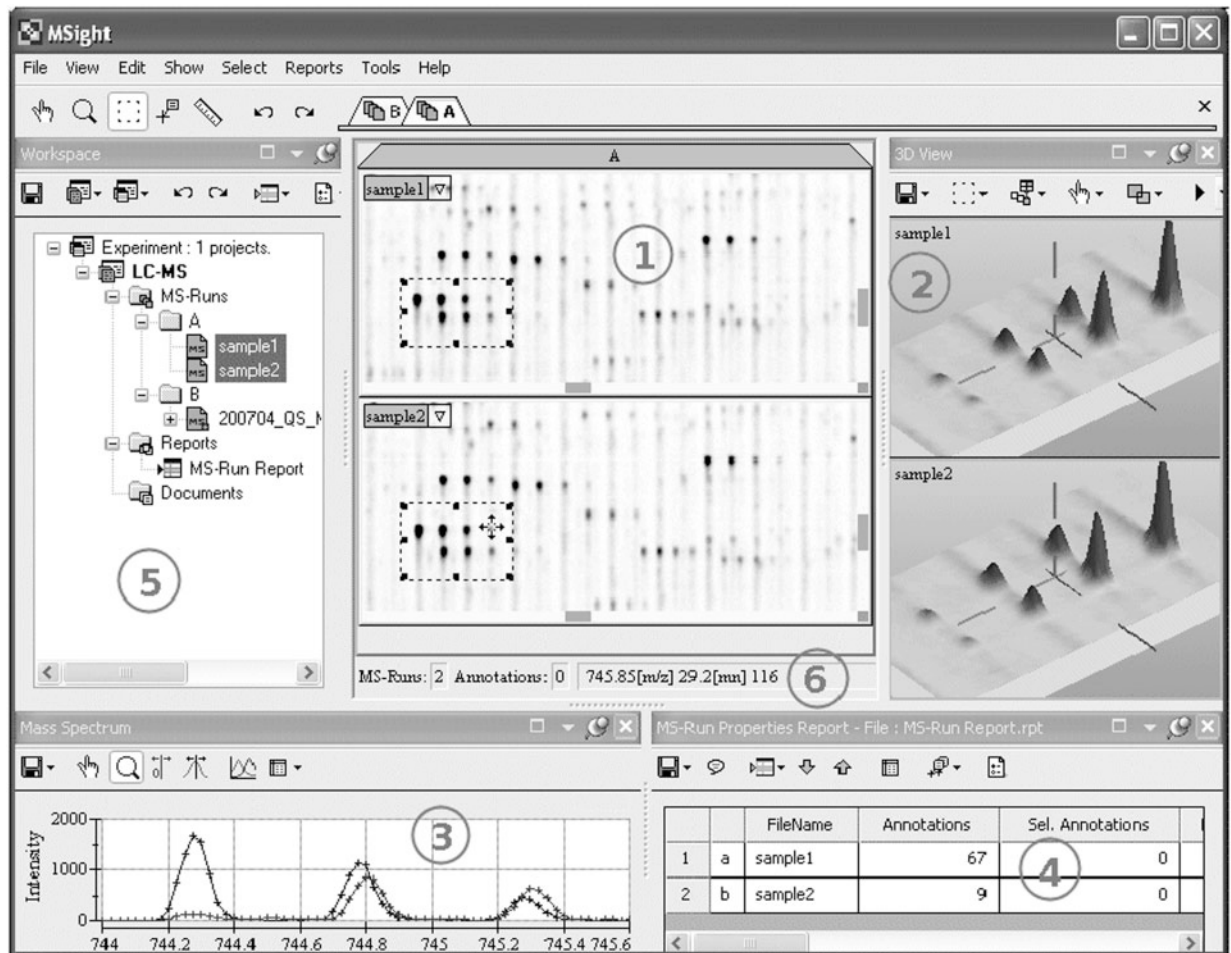 MSight
File View Edit Show Select Reports Tools Help
B A
Workspace
Experiment : 1 projects.
LC-MS
MS-Runs
A
MS sample1
MS sample2
B
200704_QS_
Reports
MS-Run Report
Documents
5
A
sample1
1
sample2
MS-Runs: 2 Annotations: 0 745.85[m/z] 29.2[mn] 116
6
3D View
sample1
2
sample2
Mass Spectrum
Intensity
2000
1000
0
744 744.2 744.4 744.6 744.8 745 745.2 745.4 745.6
3
MS-Run Properties Report - File : MS-Run Report.rpt
FileName Annotations Sel. Annotations
1 a sample1 67 0
2 b sample2 9 0
4